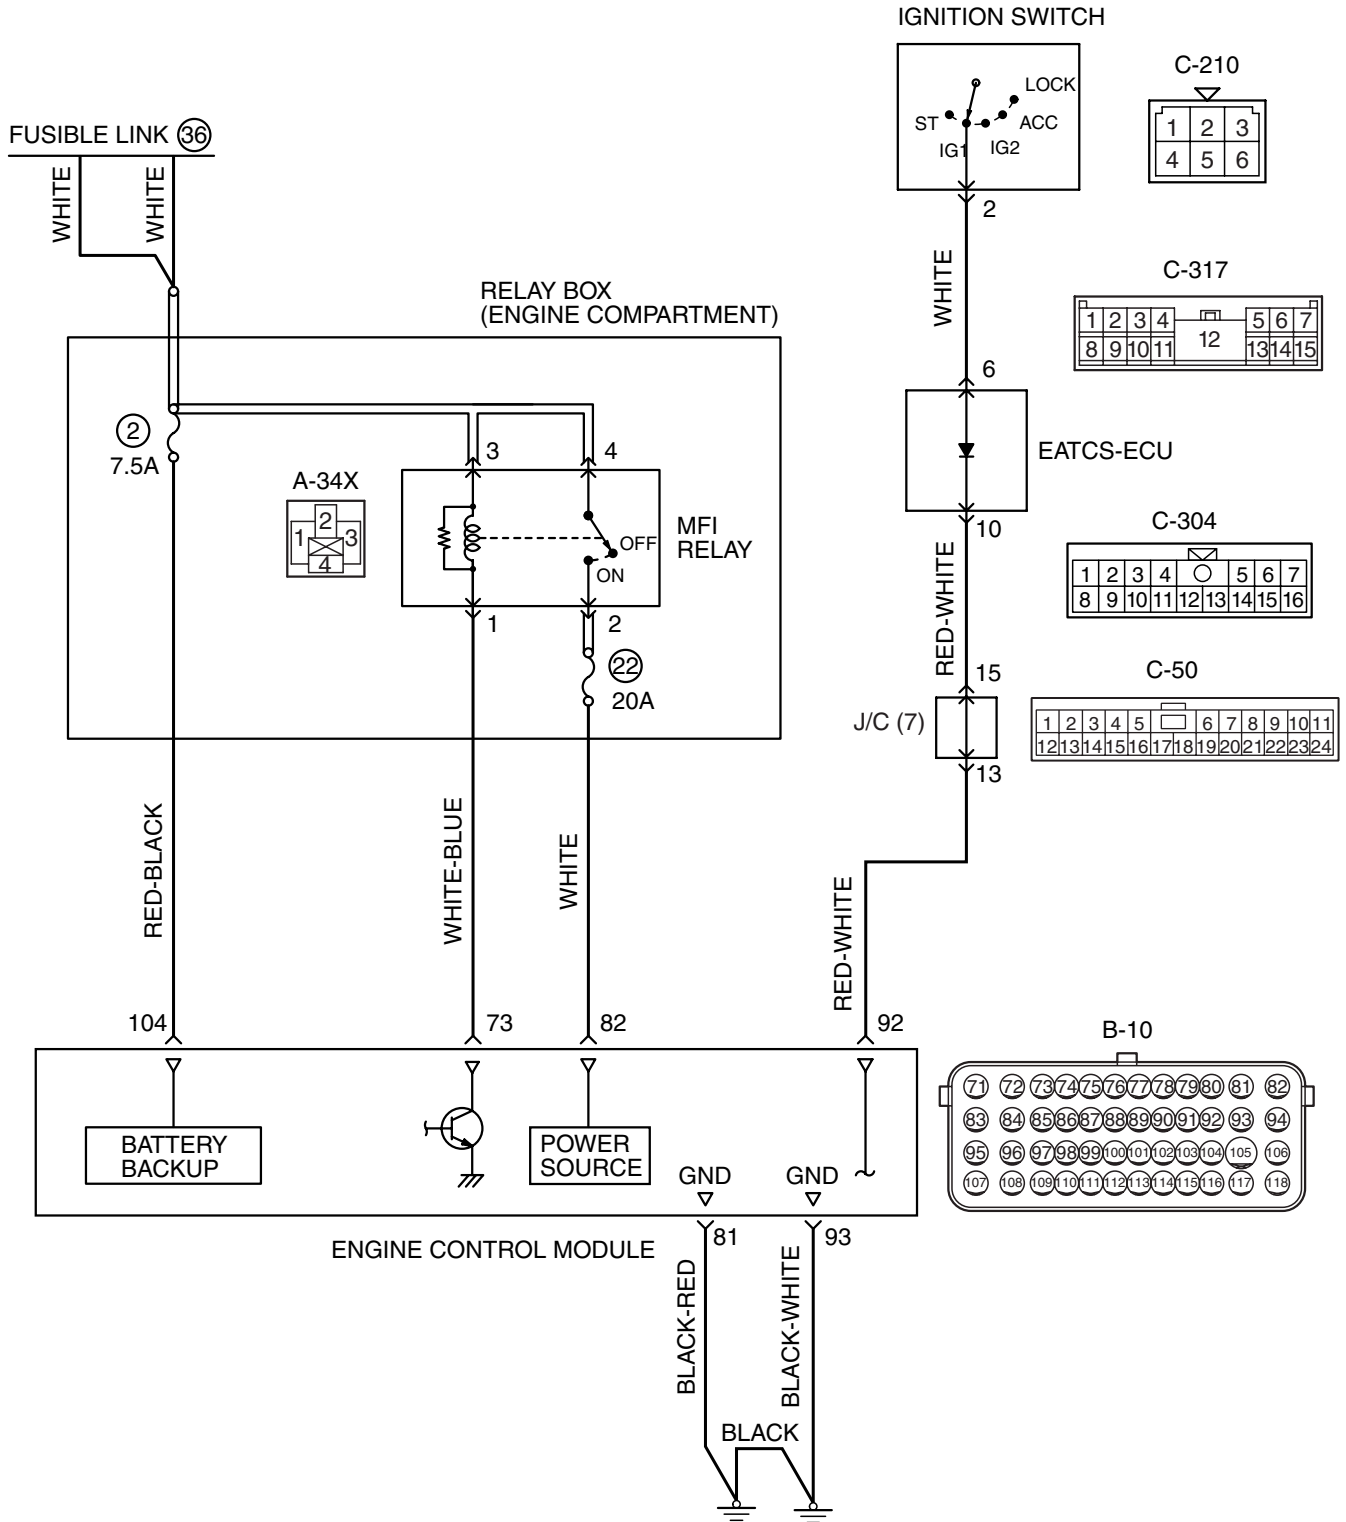 IGNITION SWITCH
LOCK
ST
ACC
IG1
IG2
2
C-210
1 2 3
4 5 6
FUSIBLE LINK 36
WHITE
WHITE
WHITE
C-317
1 2 3 4 5 6 7
12
8 9 10 11 13 14 15
RELAY BOX
(ENGINE COMPARTMENT)
2
7.5A
3
4
A-34X
2
1 3
4
OFF
ON
MFI
RELAY
1
2
22
20A
6
EATCS-ECU
10
C-304
1 2 3 4 5 6 7
8 9 10 11 12 13 14 15 16
RED-WHITE
15
J/C (7)
13
C-50
1 2 3 4 5 6 7 8 9 10 11
12 13 14 15 16 17 18 19 20 21 22 23 24
RED-BLACK
WHITE-BLUE
WHITE
RED-WHITE
104
73
82
92
B-10
71 72 73 74 75 76 77 78 79 80 81 82
83 84 85 86 87 88 89 90 91 92 93 94
95 96 97 98 99 100 101 102 103 104 105 106
107 108 109 110 111 112 113 114 115 116 117 118
BATTERY
BACKUP
POWER
SOURCE
GND
GND
ENGINE CONTROL MODULE
81
93
BLACK-RED
BLACK-WHITE
BLACK